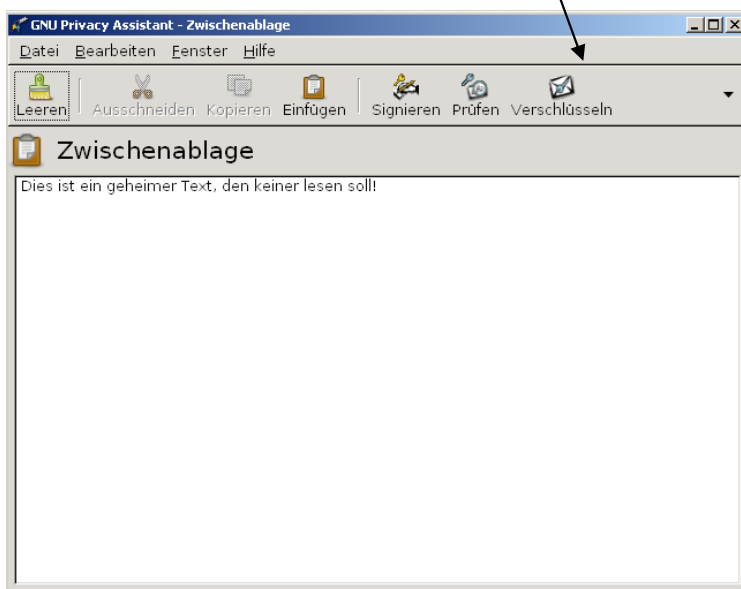 GNU Privacy Assistant - Zwischenablage
Datei Bearbeiten Fenster Hilfe
Leeren Ausschneiden Kopieren Einfügen Signieren Prüfen Verschlüsseln
Zwischenablage
Dies ist ein geheimer Text, den keiner lesen soll!